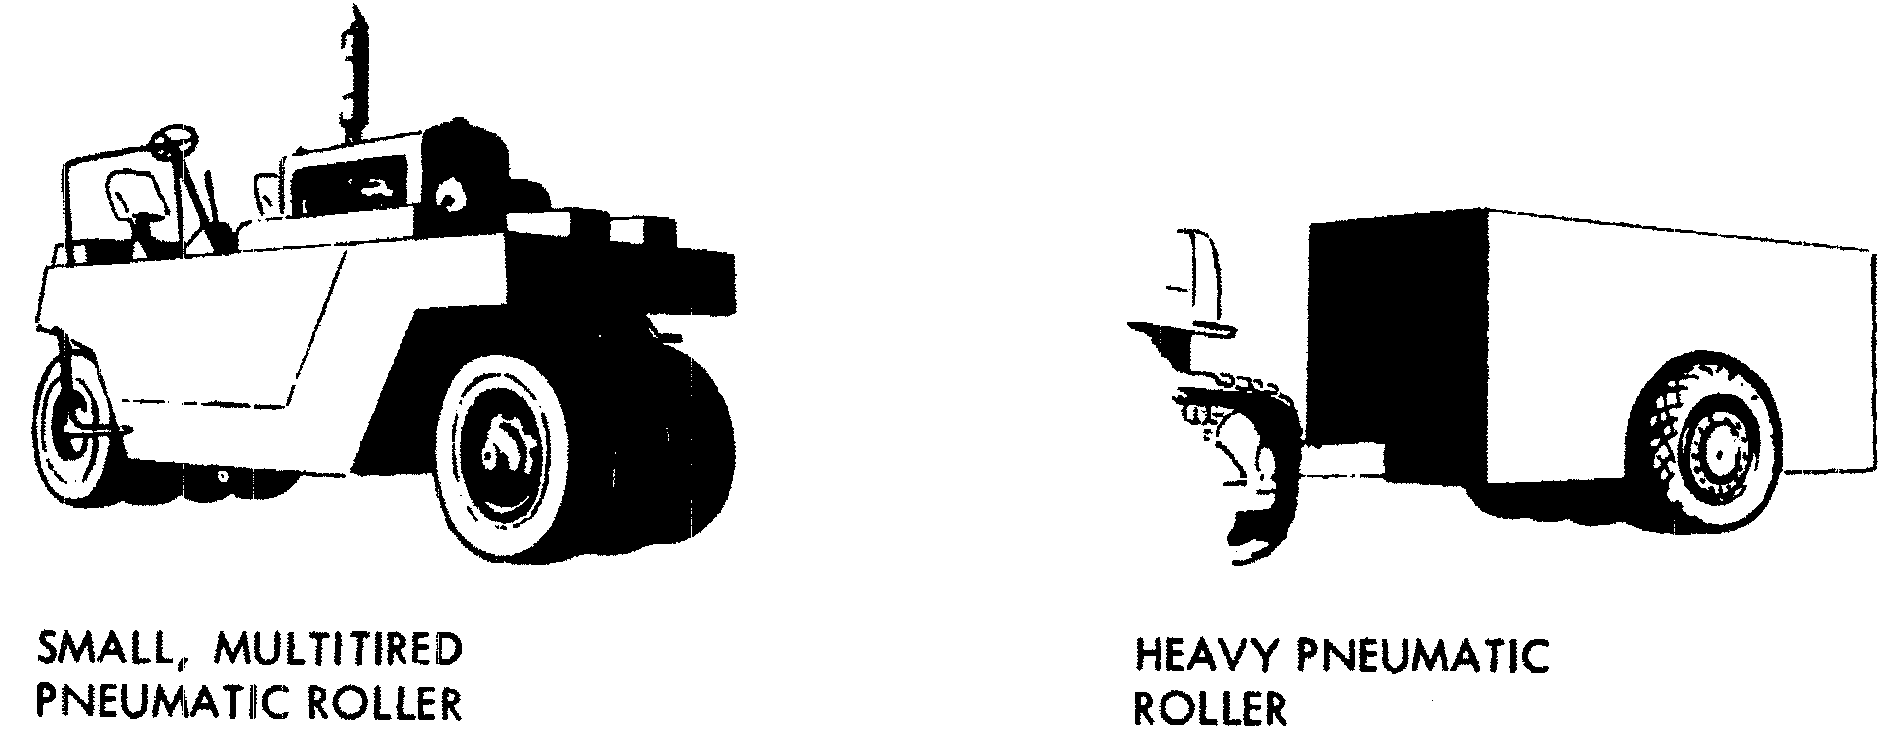 SMALL, MULTITIRED
PNEUMATIC ROLLER
HEAVY PNEUMATIC
ROLLER